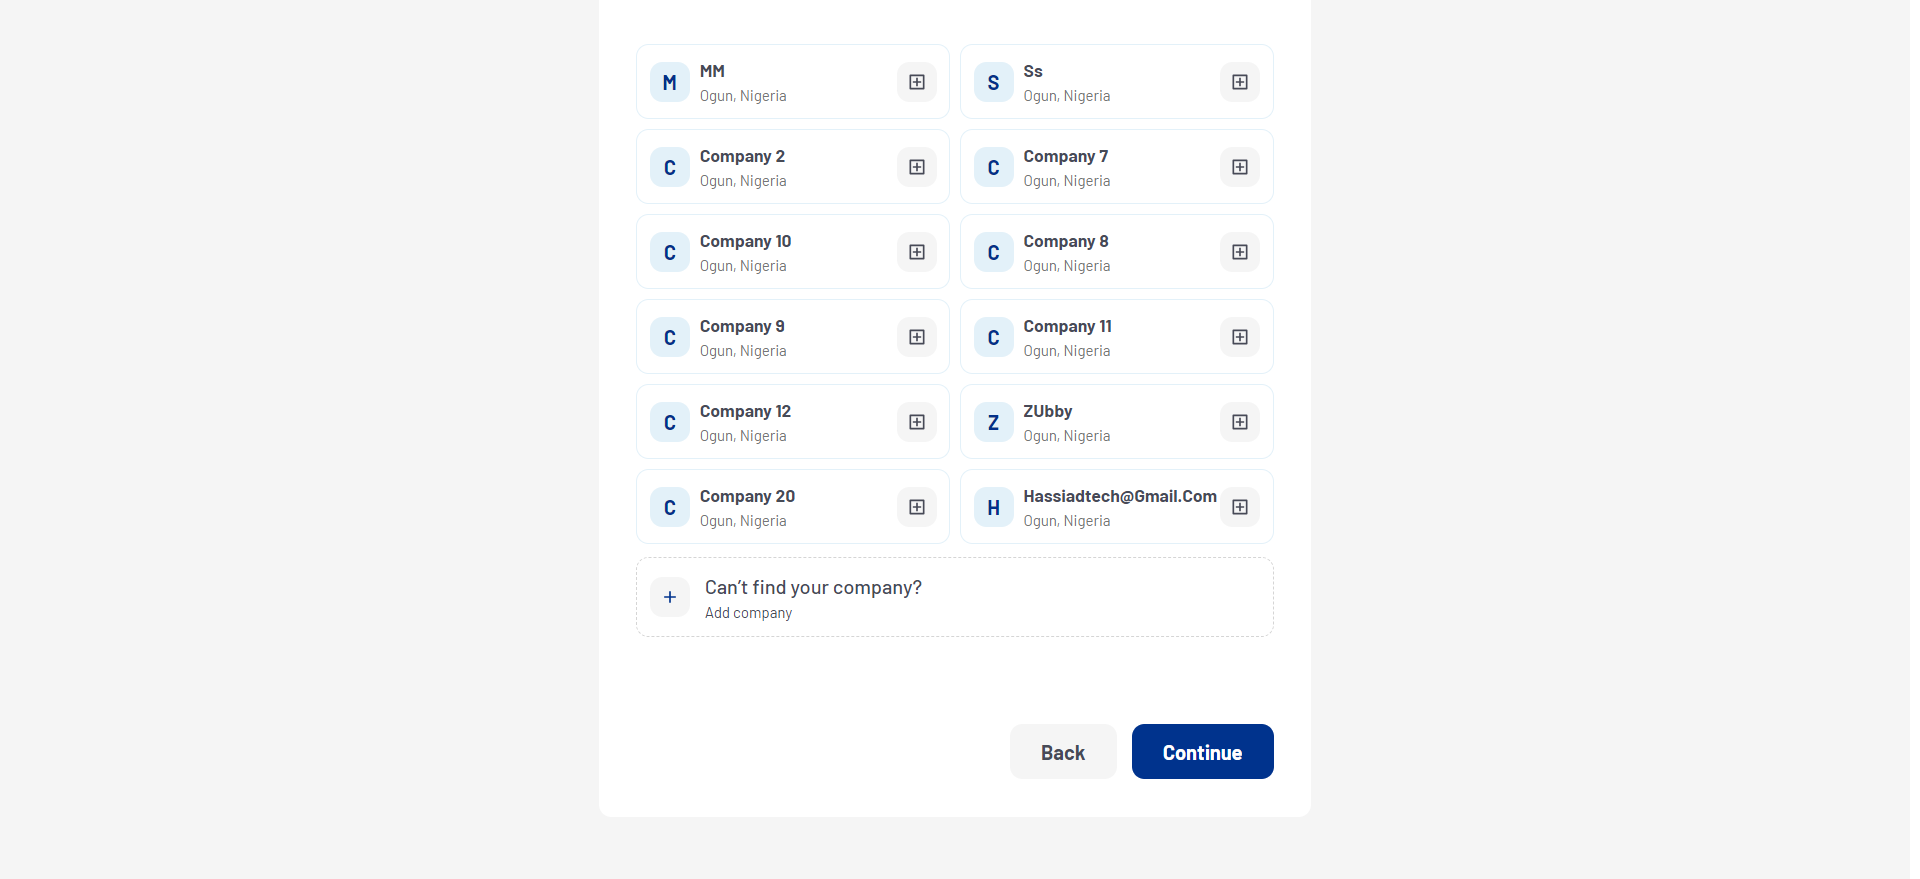 M
MM
Ogun, Nigeria
S
Ss
Ogun, Nigeria
C
Company 2
Ogun, Nigeria
C
Company 7
Ogun, Nigeria
C
Company 10
Ogun, Nigeria
C
Company 8
Ogun, Nigeria
C
Company 9
Ogun, Nigeria
C
Company 11
Ogun, Nigeria
C
Company 12
Ogun, Nigeria
Z
ZUbby
Ogun, Nigeria
C
Company 20
Ogun, Nigeria
H
Hassiadtech@Gmail.Com
Ogun, Nigeria
Can’t find your company?
Add company
Back
Continue